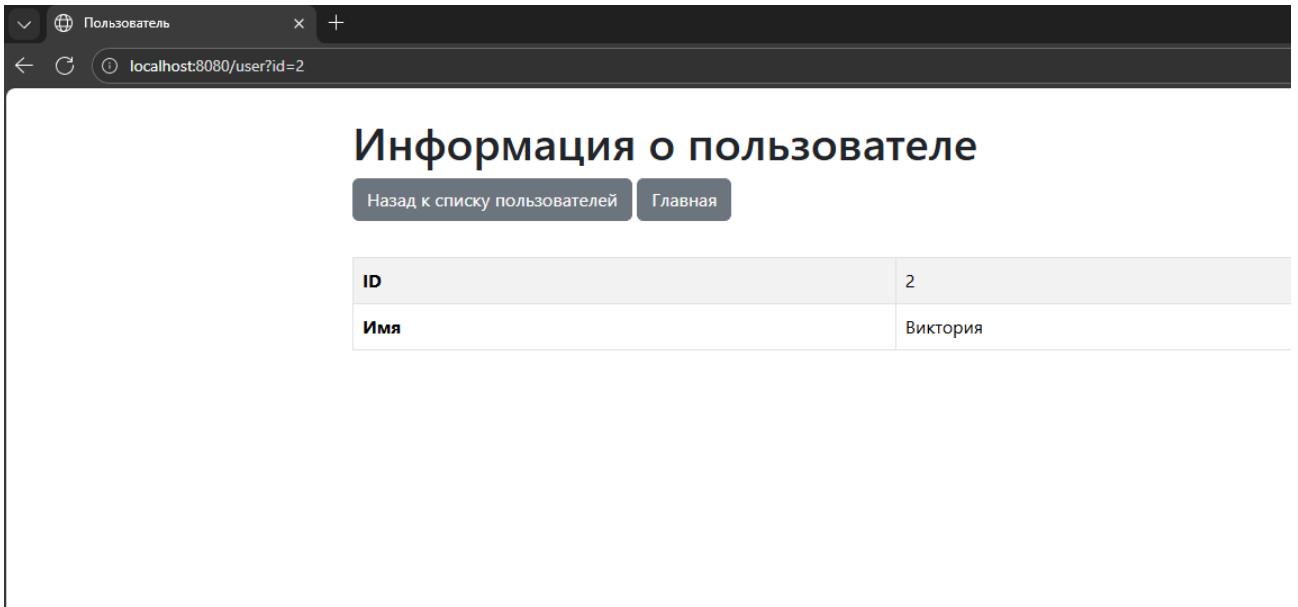 Пользователь
localhost:8080/user?id=2
Информация о пользователе
Назад к списку пользователей Главная
ID 2
Имя Виктория